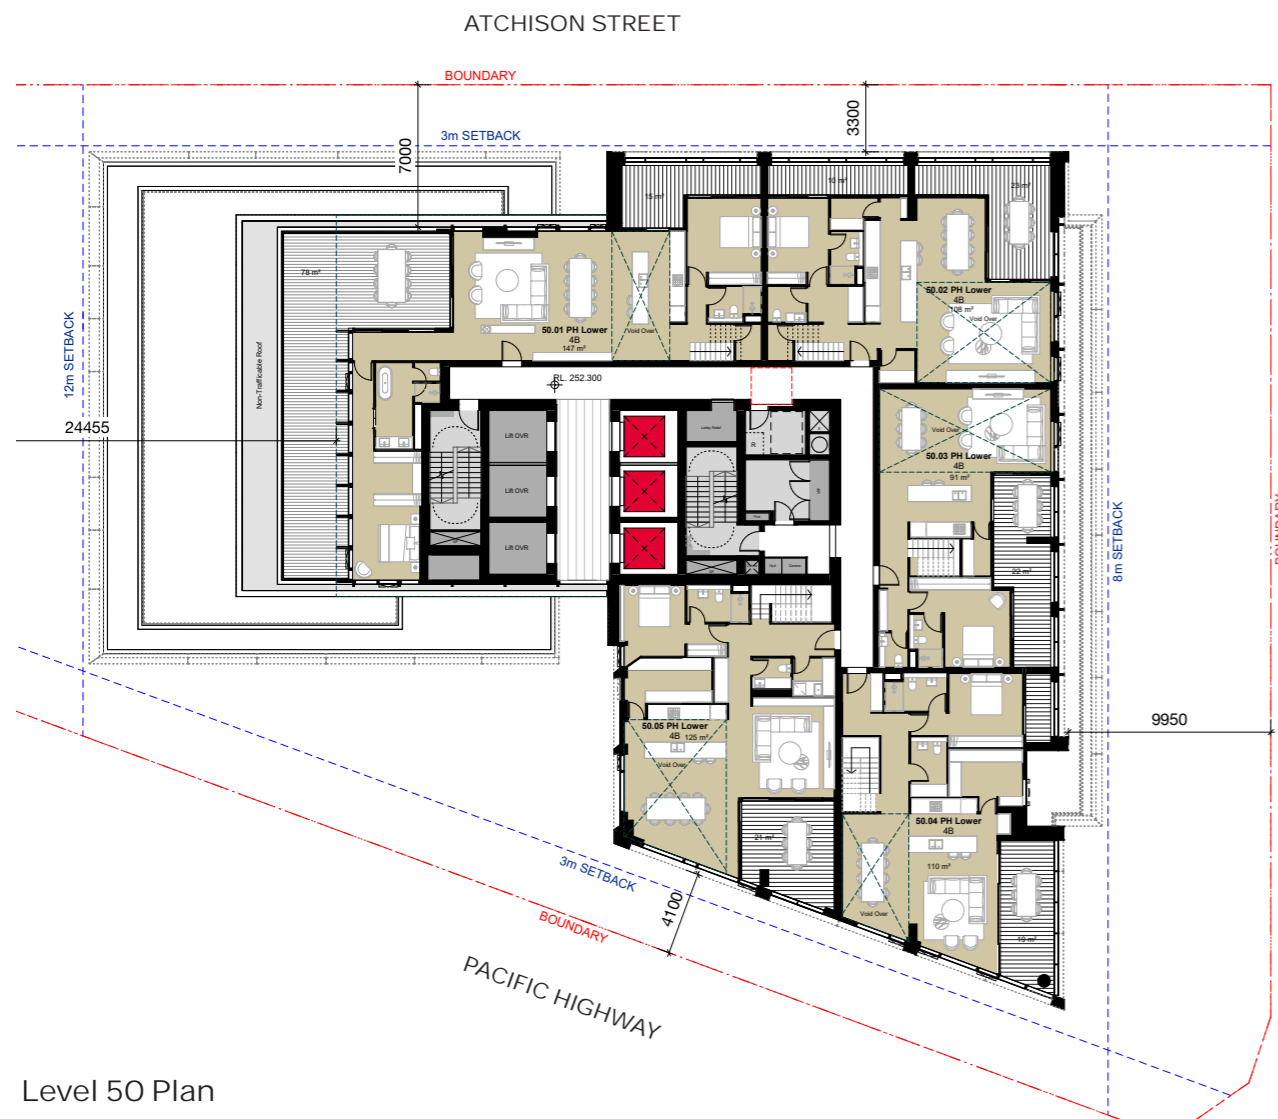 ATCHISON STREET
BOUNDARY
3m SETBACK
7000
3300
15 m²
10 m²
23 m²
78 m²
50.01 PH Lower
4B
147 m²
Void Over
50.02 PH Lower
4B
108 m²
Void Over
12m SETBACK
Non-Trafficable Roof
RL. 252.300
24455
Lift OVR
Lift OVR
Lift OVR
R
Void Over
50.03 PH Lower
4B
91 m²
22 m²
8m SETBACK
BOUNDARY
50.05 PH Lower
4B
125 m²
Void Over
21 m²
9950
50.04 PH Lower
4B
110 m²
Void Over
19 m²
3m SETBACK
4100
BOUNDARY
PACIFIC HIGHWAY
Level 50 Plan